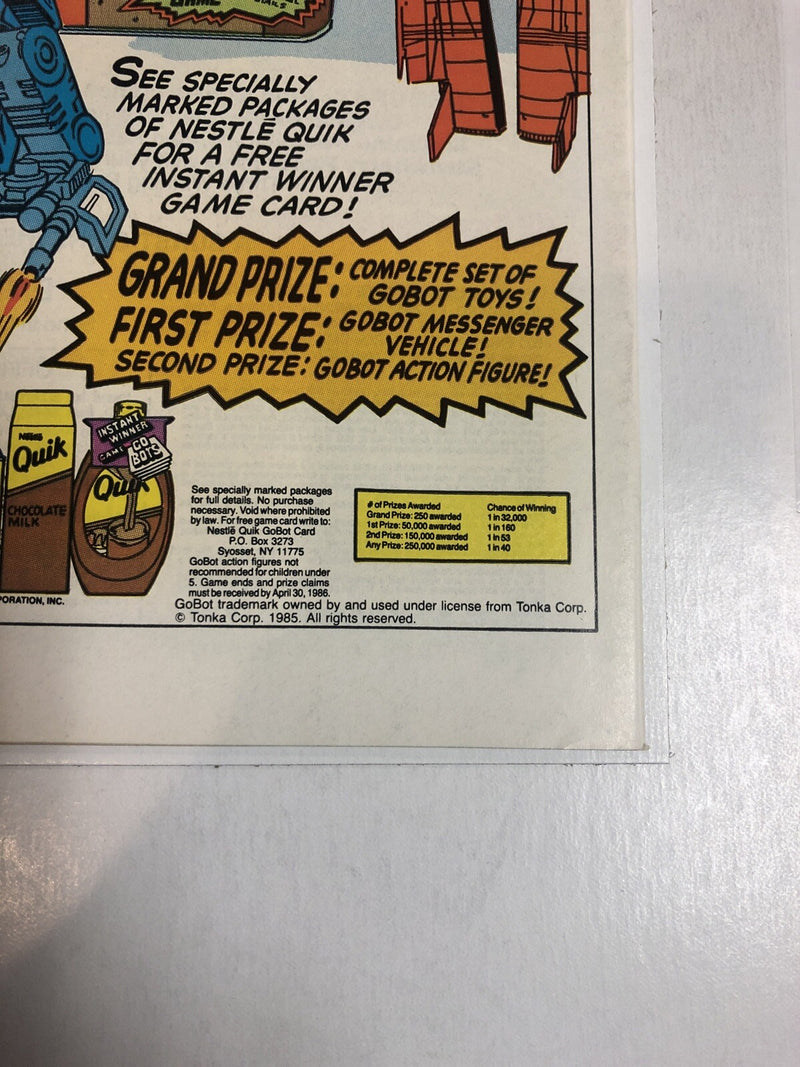 GAME
SEE SPECIALLY
MARKED PACKAGES
OF NESTLĒ QUIK
FOR A FREE
INSTANT WINNER
GAME CARD!
GRAND PRIZE: COMPLETE SET OF
GOBOT TOYS!
FIRST PRIZE: GOBOT MESSENGER
VEHICLE!
SECOND PRIZE: GOBOT ACTION FIGURE!
Nestlē
Quik
CHOCOLATE
MILK
INSTANT
WINNER
GAME
GO
BOTS
Quik
PORATION, INC.
See specially marked packages
for full details. No purchase
necessary. Void where prohibited
by law. For free game card write to:
Nestlē Quik GoBot Card
P.O. Box 3273
Syosset, NY 11775
GoBot action figures not
recommended for children under
5. Game ends and prize claims
must be received by April 30, 1986.
# of Prizes Awarded Chance of Winning
Grand Prize: 250 awarded 1 in 32,000
1st Prize: 50,000 awarded 1 in 160
2nd Prize: 150,000 awarded 1 in 53
Any Prize: 250,000 awarded 1 in 40
GoBot trademark owned by and used under license from Tonka Corp.
© Tonka Corp. 1985. All rights reserved.